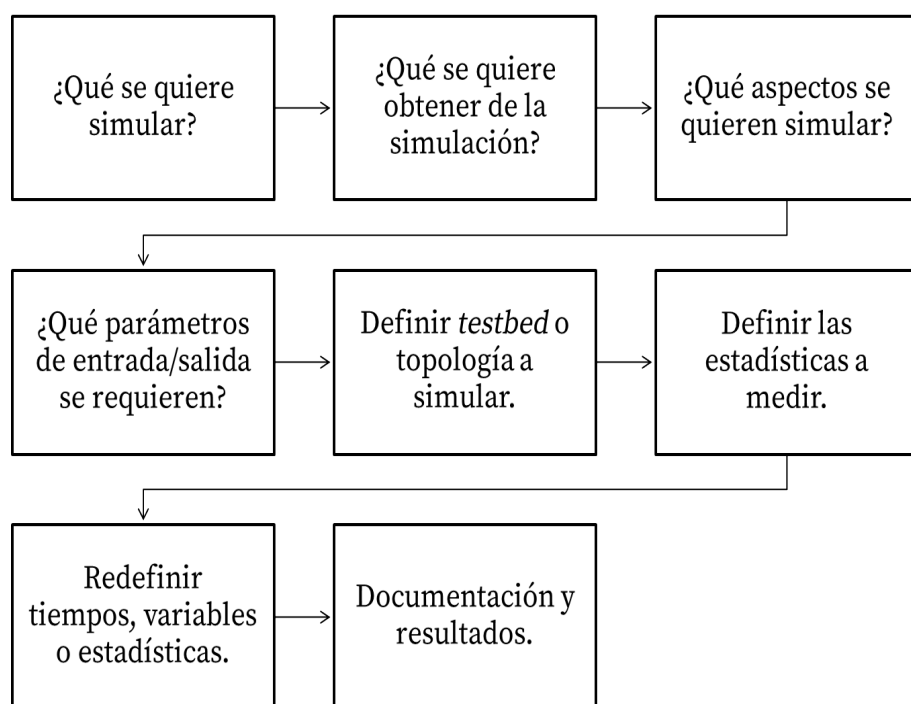 ¿Qué se quiere
simular?
¿Qué se quiere
obtener de la
simulación?
¿Qué aspectos se
quieren simular?
¿Qué parámetros
de entrada/salida
se requieren?
Definir testbed o
topología a
simular.
Definir las
estadísticas a
medir.
Redefinir
tiempos, variables
o estadísticas.
Documentación y
resultados.